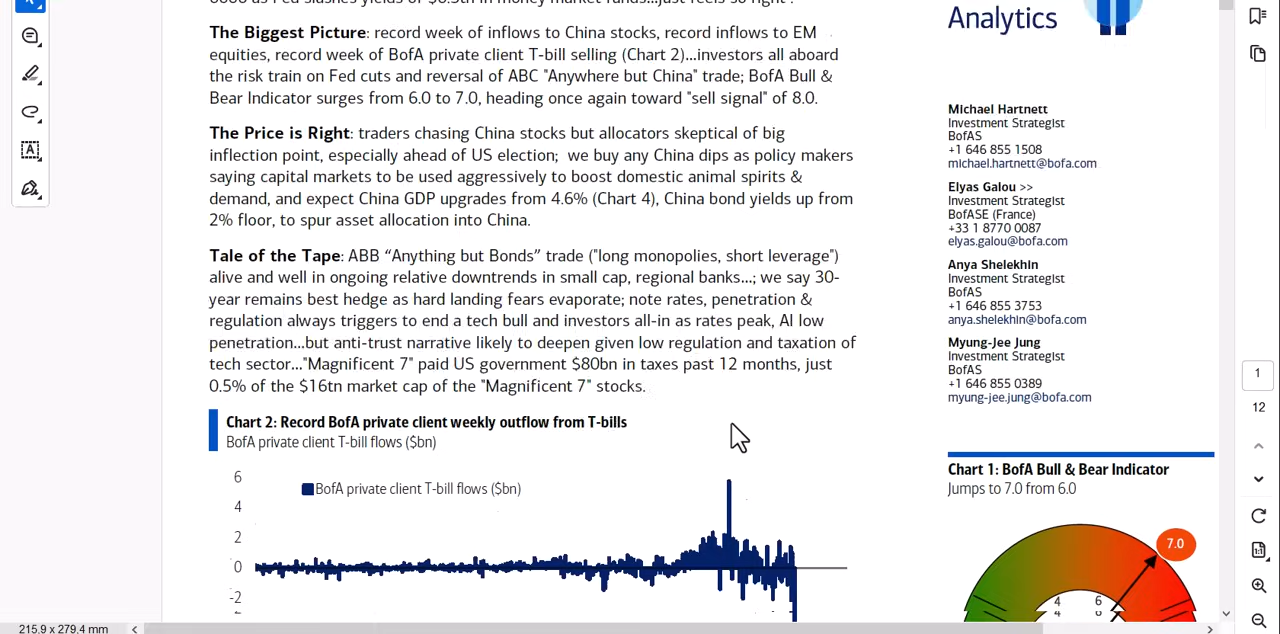 The Biggest Picture: record week of inflows to China stocks, record inflows to EM
equities, record week of BofA private client T-bill selling (Chart 2)...investors all aboard
the risk train on Fed cuts and reversal of ABC "Anywhere but China" trade; BofA Bull &
Bear Indicator surges from 6.0 to 7.0, heading once again toward "sell signal" of 8.0.
The Price is Right: traders chasing China stocks but allocators skeptical of big
inflection point, especially ahead of US election; we buy any China dips as policy makers
saying capital markets to be used aggressively to boost domestic animal spirits &
demand, and expect China GDP upgrades from 4.6% (Chart 4), China bond yields up from
2% floor, to spur asset allocation into China.
Tale of the Tape: ABB “Anything but Bonds” trade ("long monopolies, short leverage")
alive and well in ongoing relative downtrends in small cap, regional banks...; we say 30-
year remains best hedge as hard landing fears evaporate; note rates, penetration &
regulation always triggers to end a tech bull and investors all-in as rates peak, AI low
penetration...but anti-trust narrative likely to deepen given low regulation and taxation of
tech sector..."Magnificent 7" paid US government $80bn in taxes past 12 months, just
0.5% of the $16tn market cap of the "Magnificent 7" stocks.
Chart 2: Record BofA private client weekly outflow from T-bills
BofA private client T-bill flows ($bn)
BofA private client T-bill flows ($bn)
6
4
2
0
-2
Analytics
Michael Hartnett
Investment Strategist
BofAS
+1 646 855 1508
michael.hartnett@bofa.com
Elyas Galou >>
Investment Strategist
BofASE (France)
+33 1 8770 0087
elyas.galou@bofa.com
Anya Shelekhin
Investment Strategist
BofAS
+1 646 855 3753
anya.shelekhin@bofa.com
Myung-Jee Jung
Investment Strategist
BofAS
+1 646 855 0389
myung-jee.jung@bofa.com
Chart 1: BofA Bull & Bear Indicator
Jumps to 7.0 from 6.0
7.0
4 6
1
12
215.9 x 279.4 mm